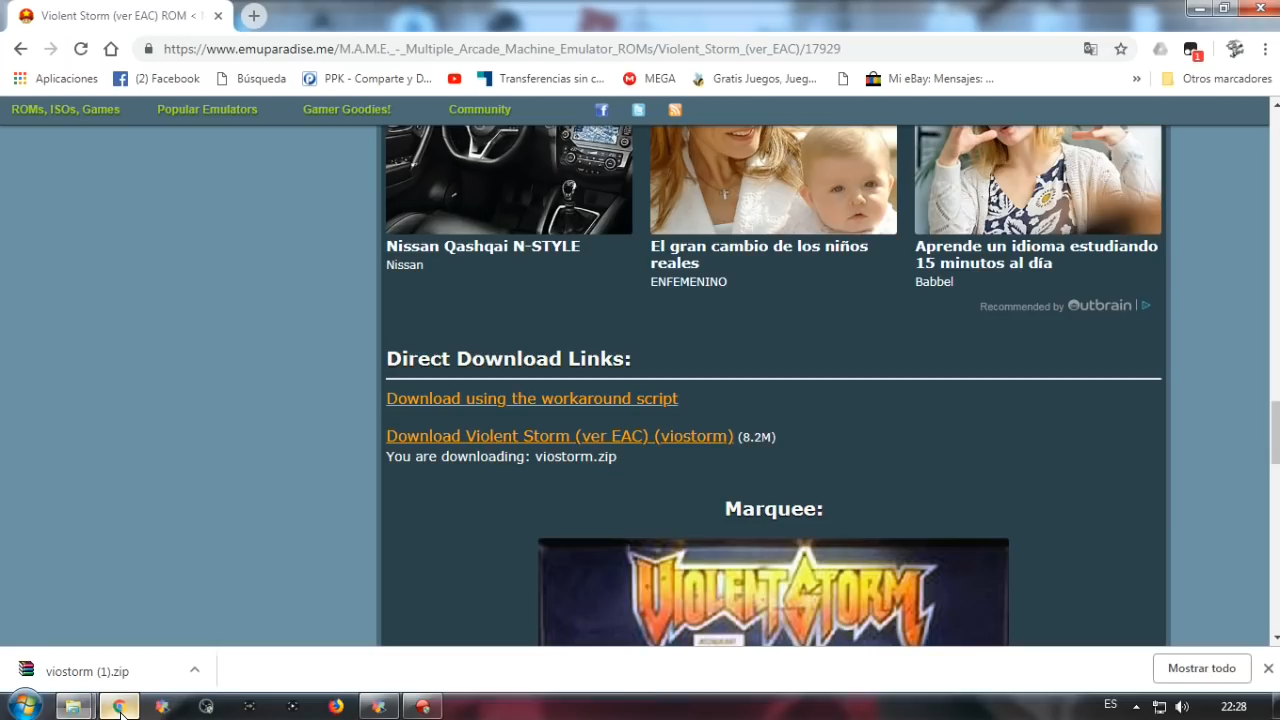 Violent Storm (ver EAC) ROM <
https://www.emuparadise.me/M.A.M.E._-_Multiple_Arcade_Machine_Emulator_ROMs/Violent_Storm_(ver_EAC)/17929
1
Aplicaciones
(2) Facebook
Búsqueda
PPK - Comparte y D...
Transferencias sin c...
MEGA
Gratis Juegos, Jueg...
Mi eBay: Mensajes: ...
»
Otros marcadores
ROMs, ISOs, Games
Popular Emulators
Gamer Goodies!
Community
Nissan Qashqai N-STYLE
Nissan
El gran cambio de los niños
reales
ENFEMENINO
Aprende un idioma estudiando
15 minutos al día
Babbel
Recommended by Outbrain
Direct Download Links:
Download using the workaround script
Download Violent Storm (ver EAC) (viostorm) (8.2M)
You are downloading: viostorm.zip
Marquee:
VIOLENT STORM
viostorm (1).zip
Mostrar todo
ES
22:28